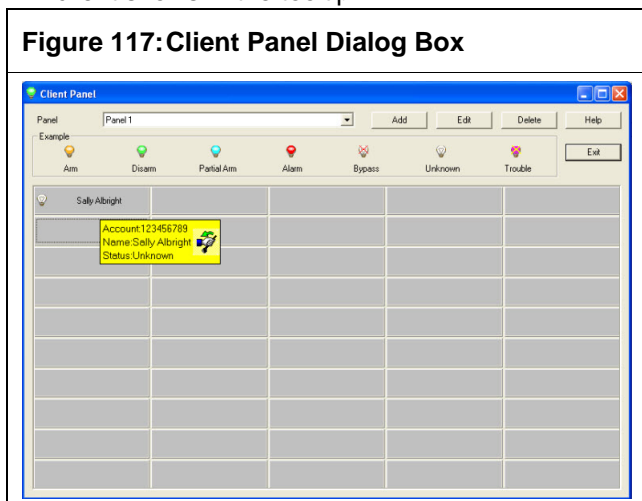 Figure 117: Client Panel Dialog Box
Client Panel
Panel Panel 1 Add Edit Delete Help
Example
Exit
Arm Disarm Partial Arm Alarm Bypass Unknown Trouble
Sally Albright
Account:123456789
Name:Sally Albright
Status:Unknown